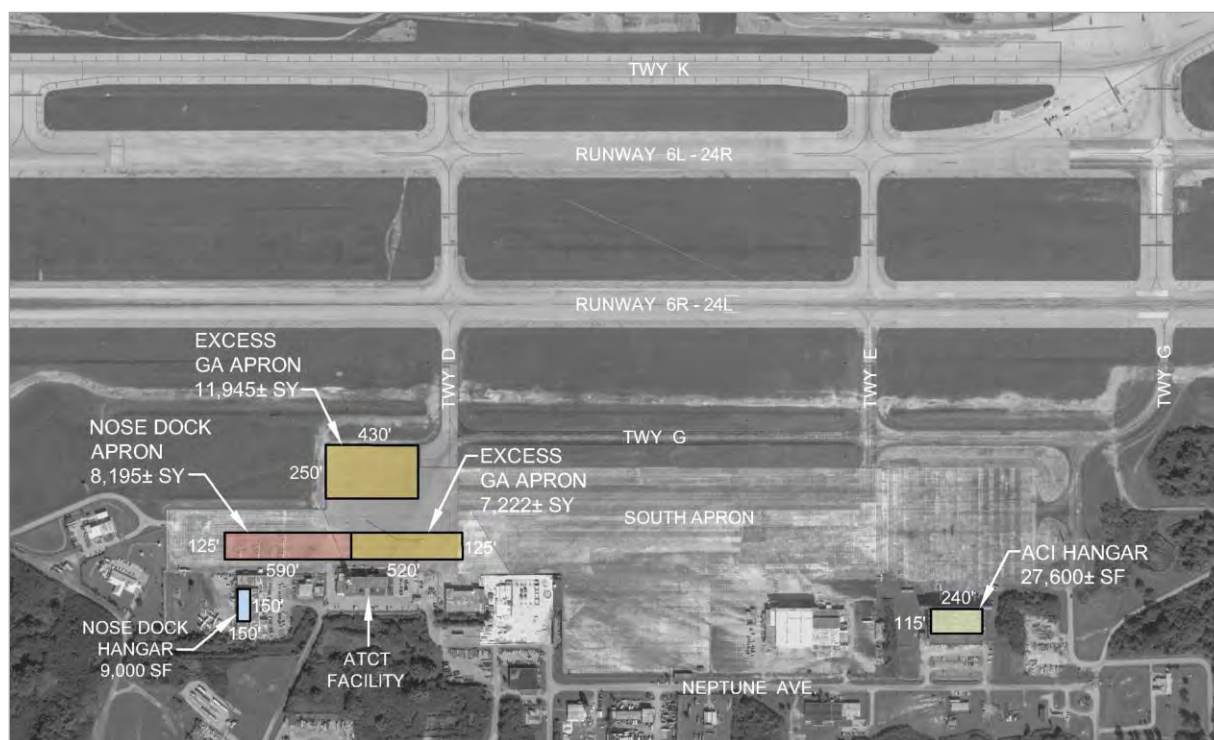 TWY K
RUNWAY 6L - 24R
RUNWAY 6R - 24L
EXCESS
GA APRON
11,945± SY
TWY D
TWY E
TWY G
NOSE DOCK
APRON
8,195± SY
430'
250'
TWY G
EXCESS
GA APRON
7,222± SY
SOUTH APRON
125'
125'
590'
520'
ACI HANGAR
27,600± SF
240'
115'
150'
150'
NOSE DOCK
HANGAR
9,000 SF
ATCT
FACILITY
NEPTUNE AVE.